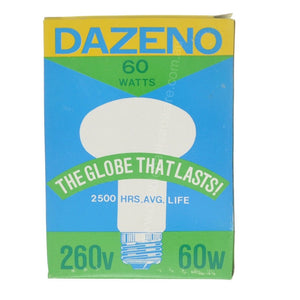 DAZENO
60
WATTS
THE GLOBE THAT LASTS!
2500 HRS. AVG. LIFE
260v 60w